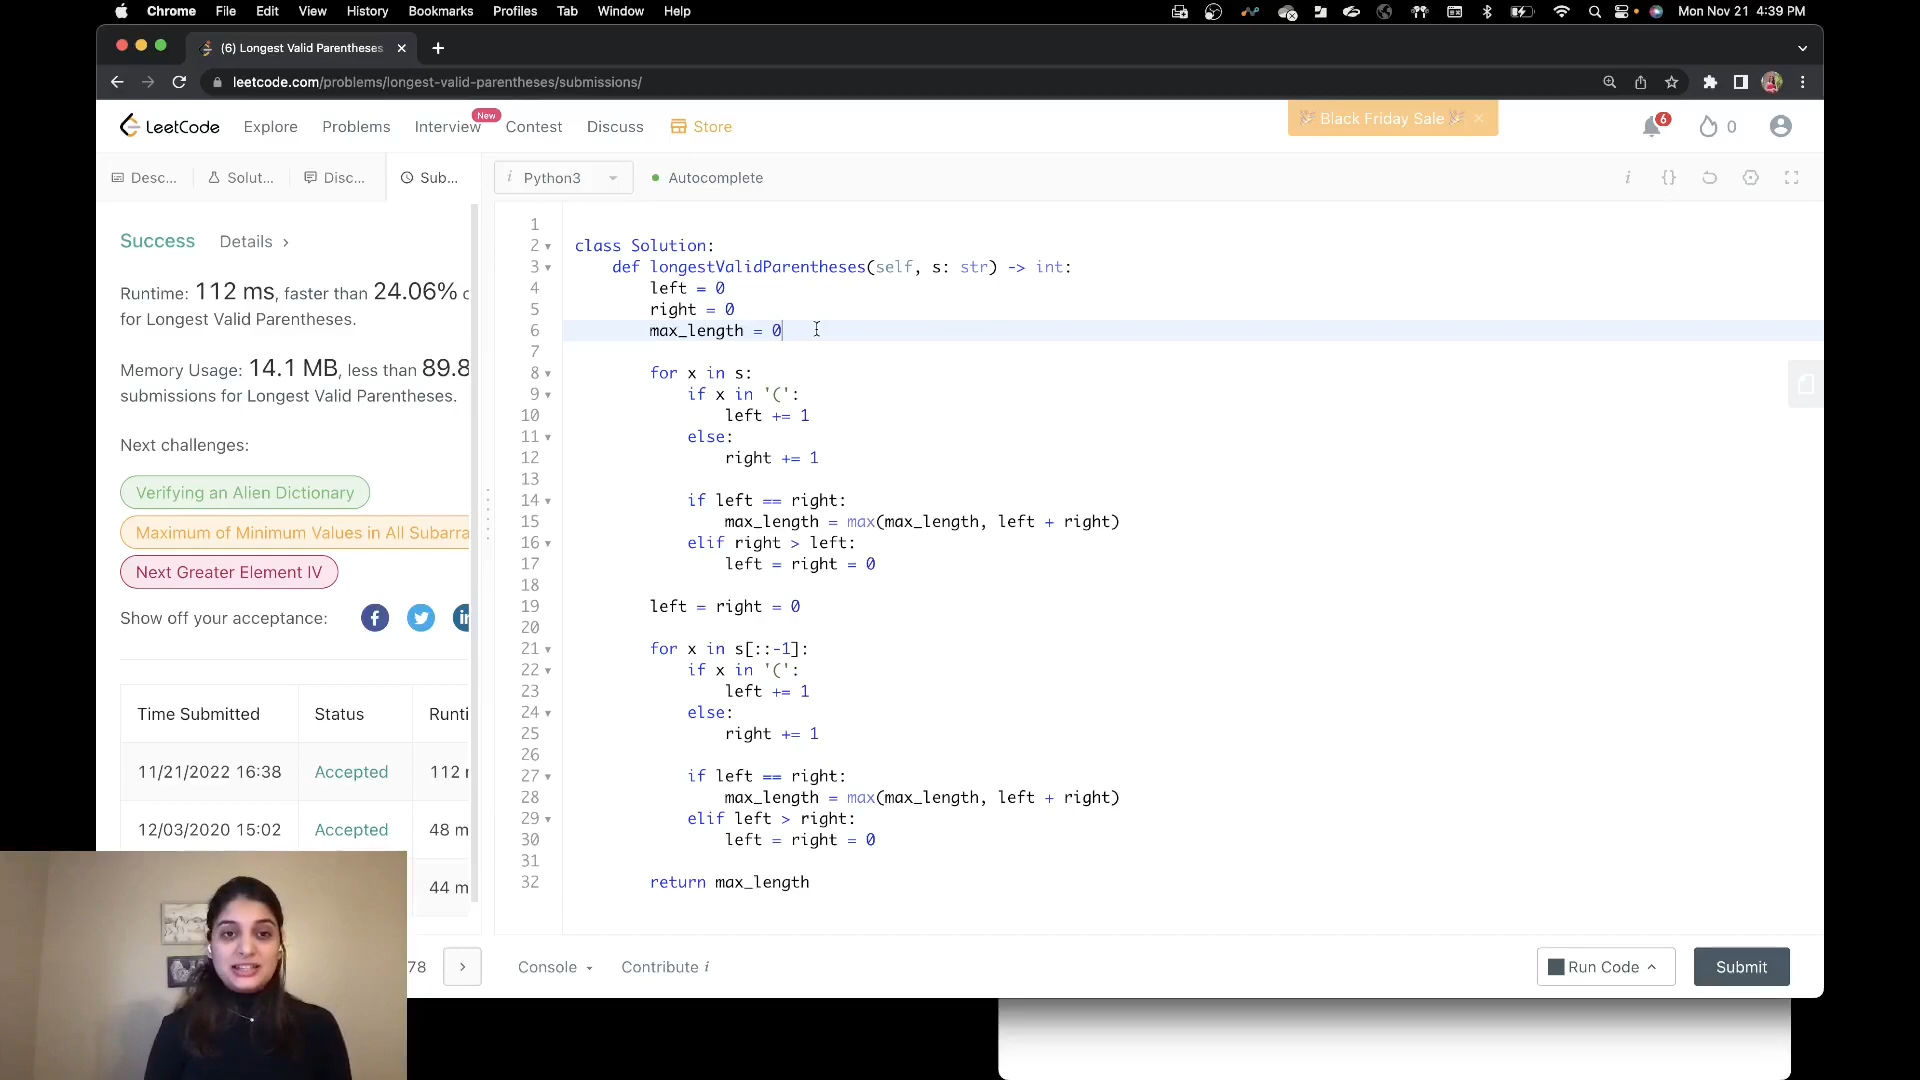 Chrome File Edit View History Bookmarks Profiles Tab Window Help Mon Nov 21 4:39 PM
(6) Longest Valid Parentheses
leetcode.com/problems/longest-valid-parentheses/submissions/
LeetCode Explore Problems Interview New Contest Discuss Store Black Friday Sale 6 0
Desc... Solut... Disc... Sub... i Python3 Autocomplete i {}
Success Details
Runtime: 112 ms, faster than 24.06%
for Longest Valid Parentheses.
Memory Usage: 14.1 MB, less than 89.8
submissions for Longest Valid Parentheses.
Next challenges:
Verifying an Alien Dictionary
Maximum of Minimum Values in All Subarra
Next Greater Element IV
Show off your acceptance: f in
Time Submitted Status Runti
11/21/2022 16:38 Accepted 112
12/03/2020 15:02 Accepted 48 m
44 m
78
1
2 class Solution:
3 def longestValidParentheses(self, s: str) -> int:
4 left = 0
5 right = 0
6 max_length = 0
7
8 for x in s:
9 if x in '(':
10 left += 1
11 else:
12 right += 1
13
14 if left == right:
15 max_length = max(max_length, left + right)
16 elif right > left:
17 left = right = 0
18
19 left = right = 0
20
21 for x in s[::-1]:
22 if x in '(':
23 left += 1
24 else:
25 right += 1
26
27 if left == right:
28 max_length = max(max_length, left + right)
29 elif left > right:
30 left = right = 0
31
32 return max_length
Console Contribute i Run Code Submit